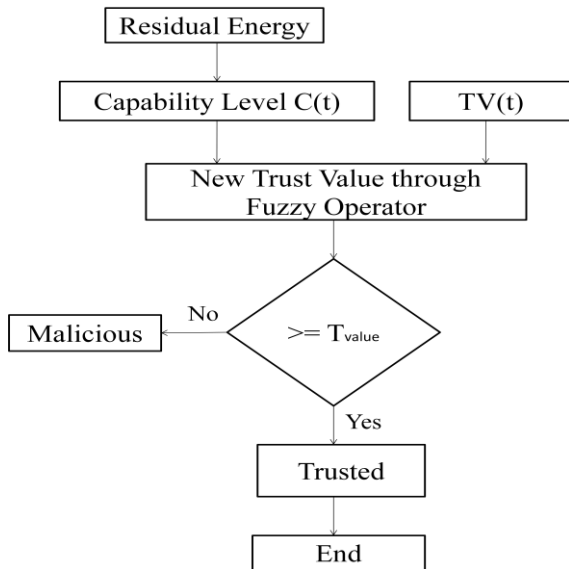 Residual Energy
Capability Level C(t)
TV(t)
New Trust Value through
Fuzzy Operator
No
Malicious
>= Tvalue
Yes
Trusted
End